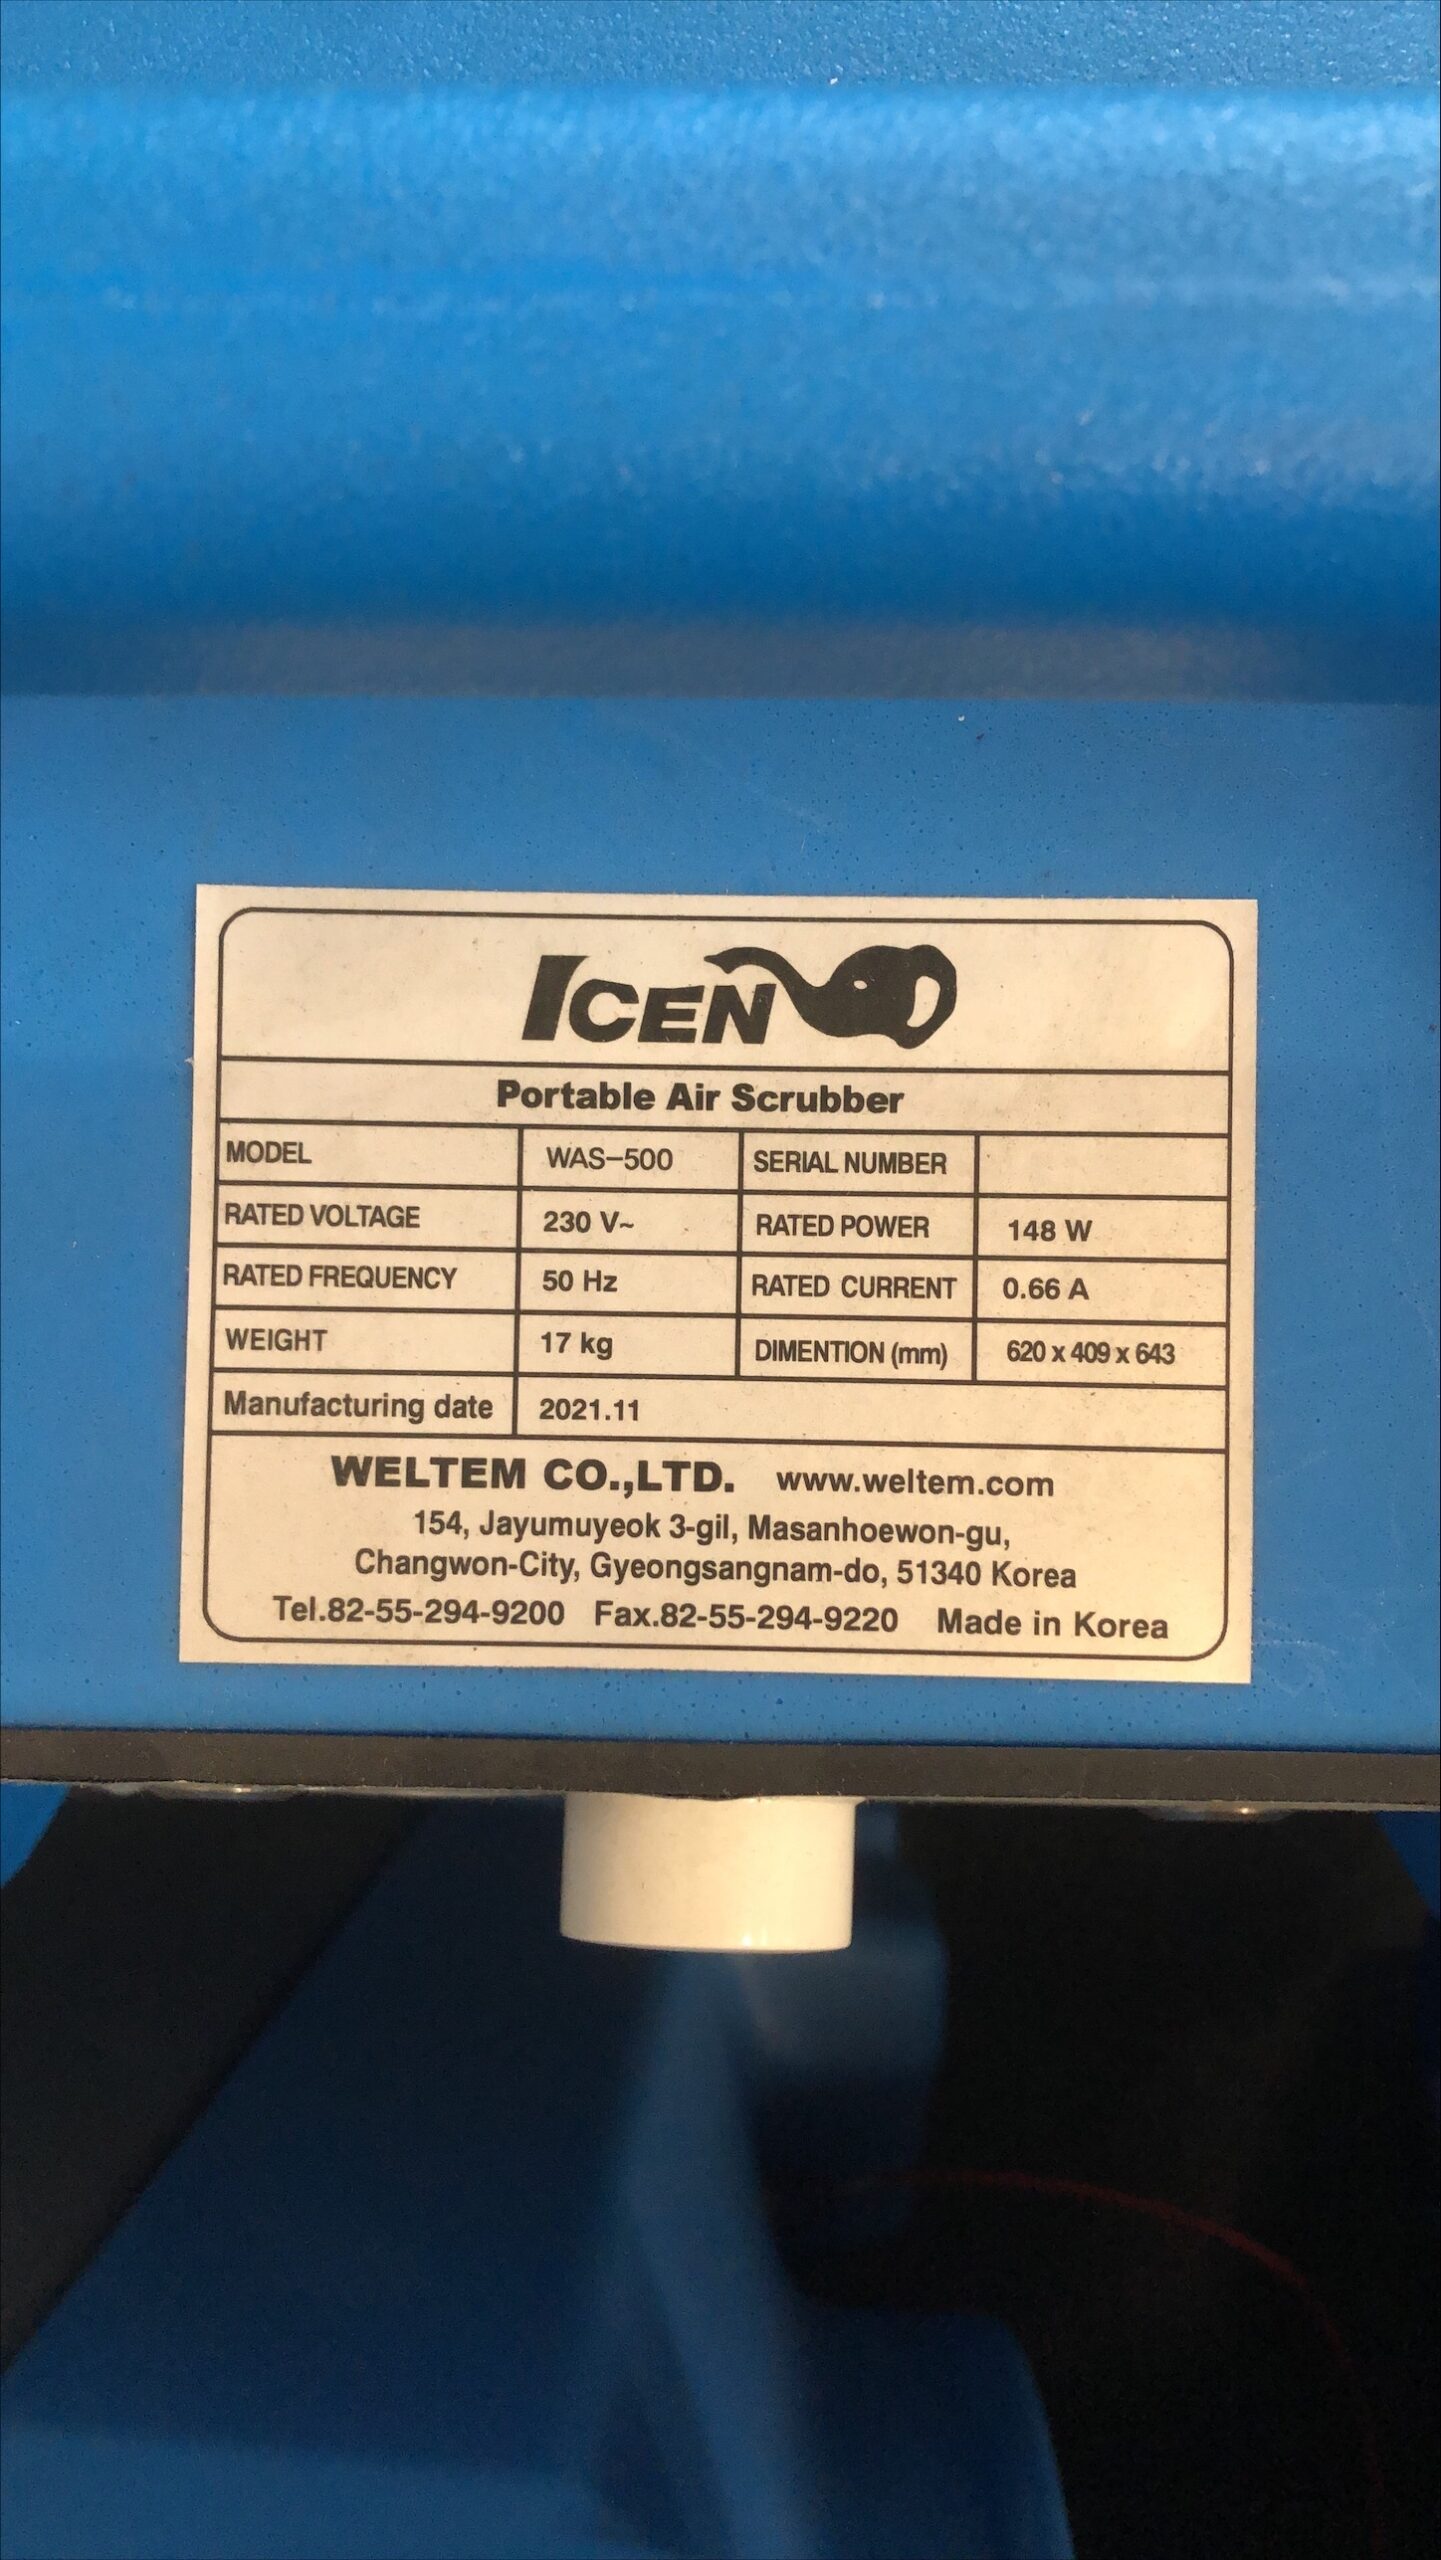 ICEN
Portable Air Scrubber
MODEL WAS-500 SERIAL NUMBER
RATED VOLTAGE 230 V~ RATED POWER 148 W
RATED FREQUENCY 50 Hz RATED CURRENT 0.66 A
WEIGHT 17 kg DIMENTION (mm) 620 x 409 x 643
Manufacturing date 2021.11
WELTEM CO.,LTD. www.weltem.com
154, Jayumuyeok 3-gil, Masanhoewon-gu,
Changwon-City, Gyeongsangnam-do, 51340 Korea
Tel.82-55-294-9200 Fax.82-55-294-9220 Made in Korea